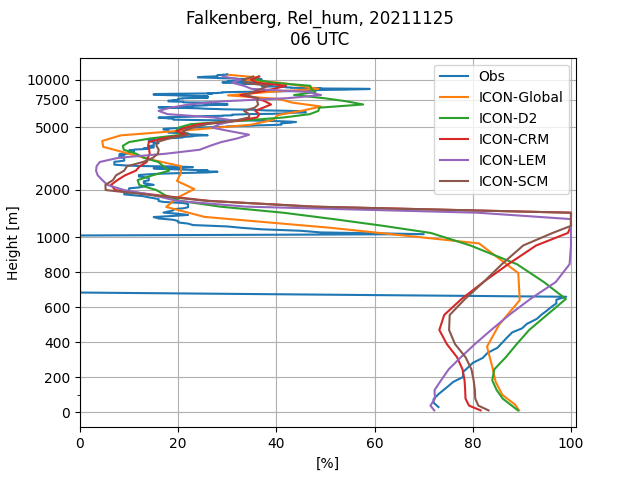 Falkenberg, Rel_hum, 20211125
06 UTC
Height [m]
10000
7500
5000
2000
1000
800
600
400
200
0
Obs
ICON-Global
ICON-D2
ICON-CRM
ICON-LEM
ICON-SCM
0
20
40
60
80
100
[%]